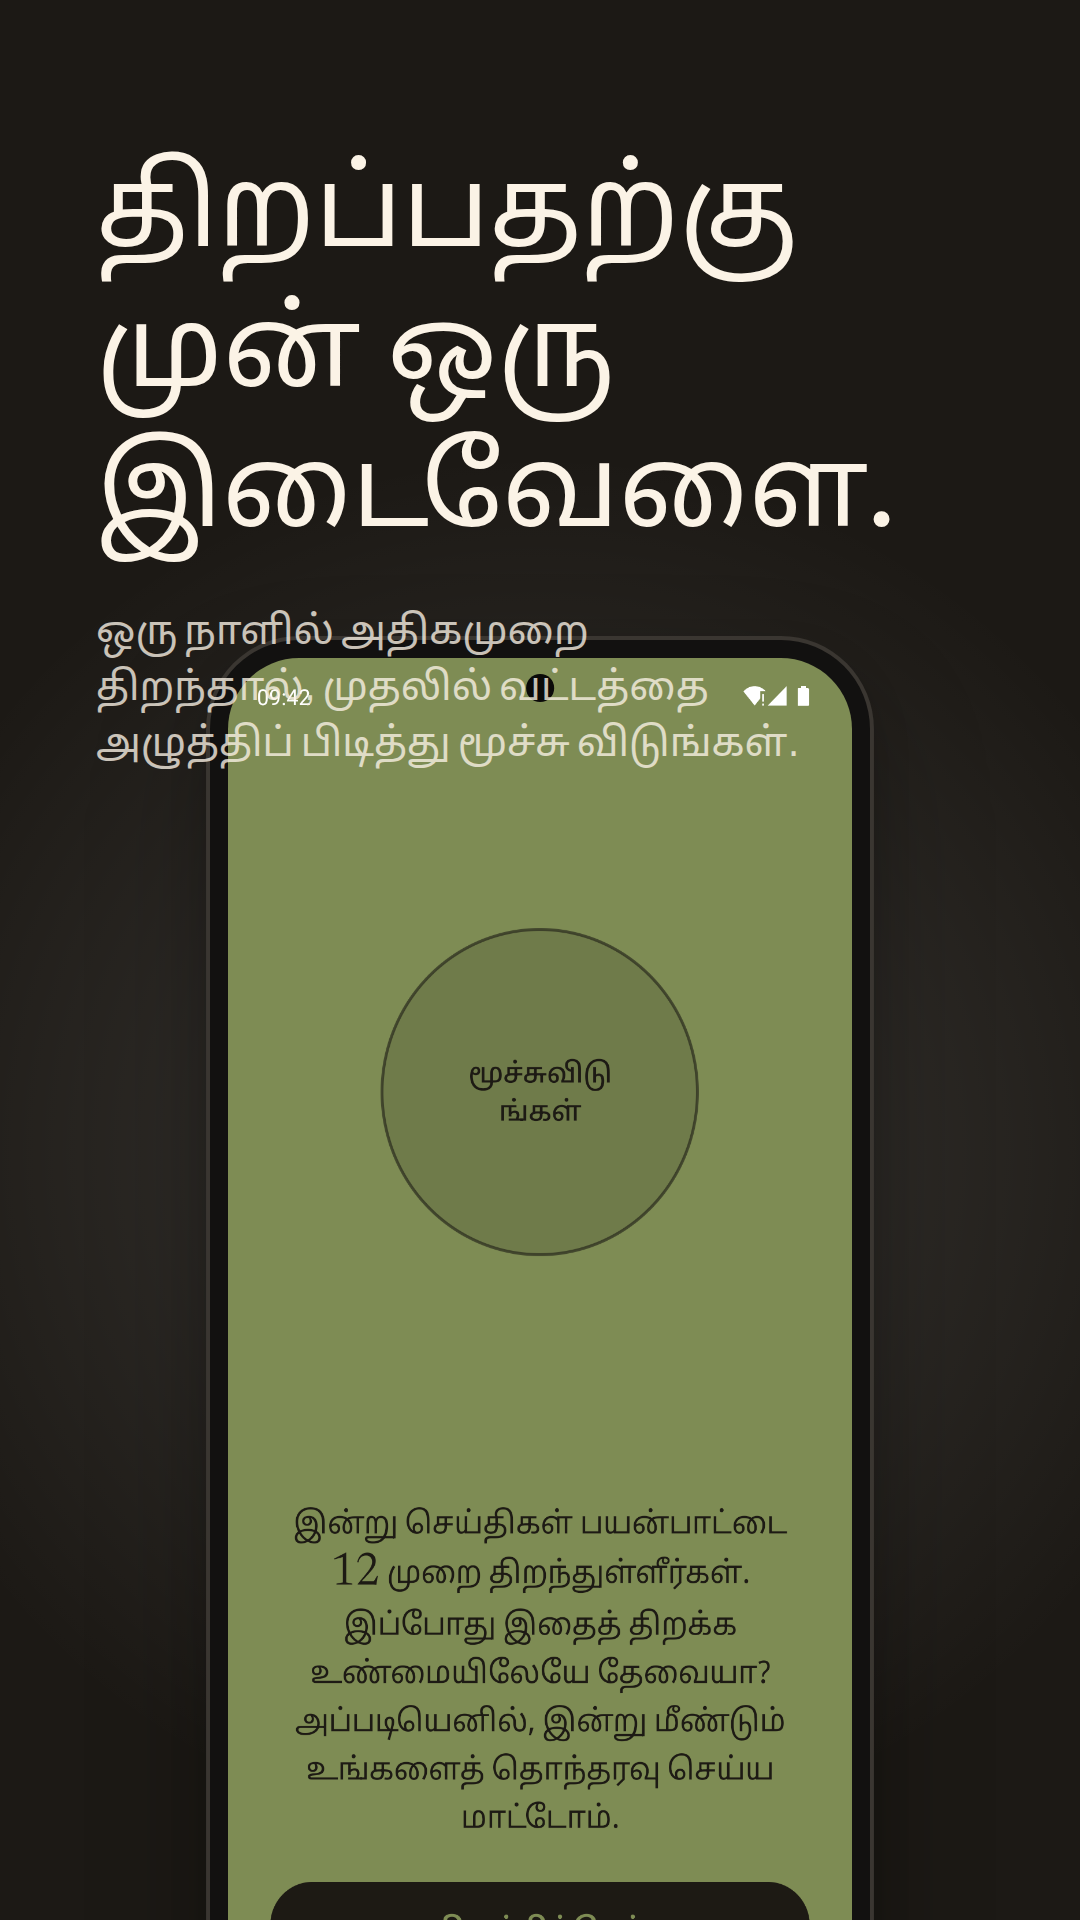 திறப்பதற்கு
முன் ஒரு
இடைவேளை.
ஒரு நாளில் அதிகமுறை
திறந்தால், முதலில் வட்டத்தை
அழுத்திப் பிடித்து மூச்சு விடுங்கள்.
09:42
மூச்சுவிடு
ங்கள்
இன்று செய்திகள் பயன்பாட்டை
12 முறை திறந்துள்ளீர்கள்.
இப்போது இதைத் திறக்க
உண்மையிலேயே தேவையா?
அப்படியெனில், இன்று மீண்டும்
உங்களைத் தொந்தரவு செய்ய
மாட்டோம்.